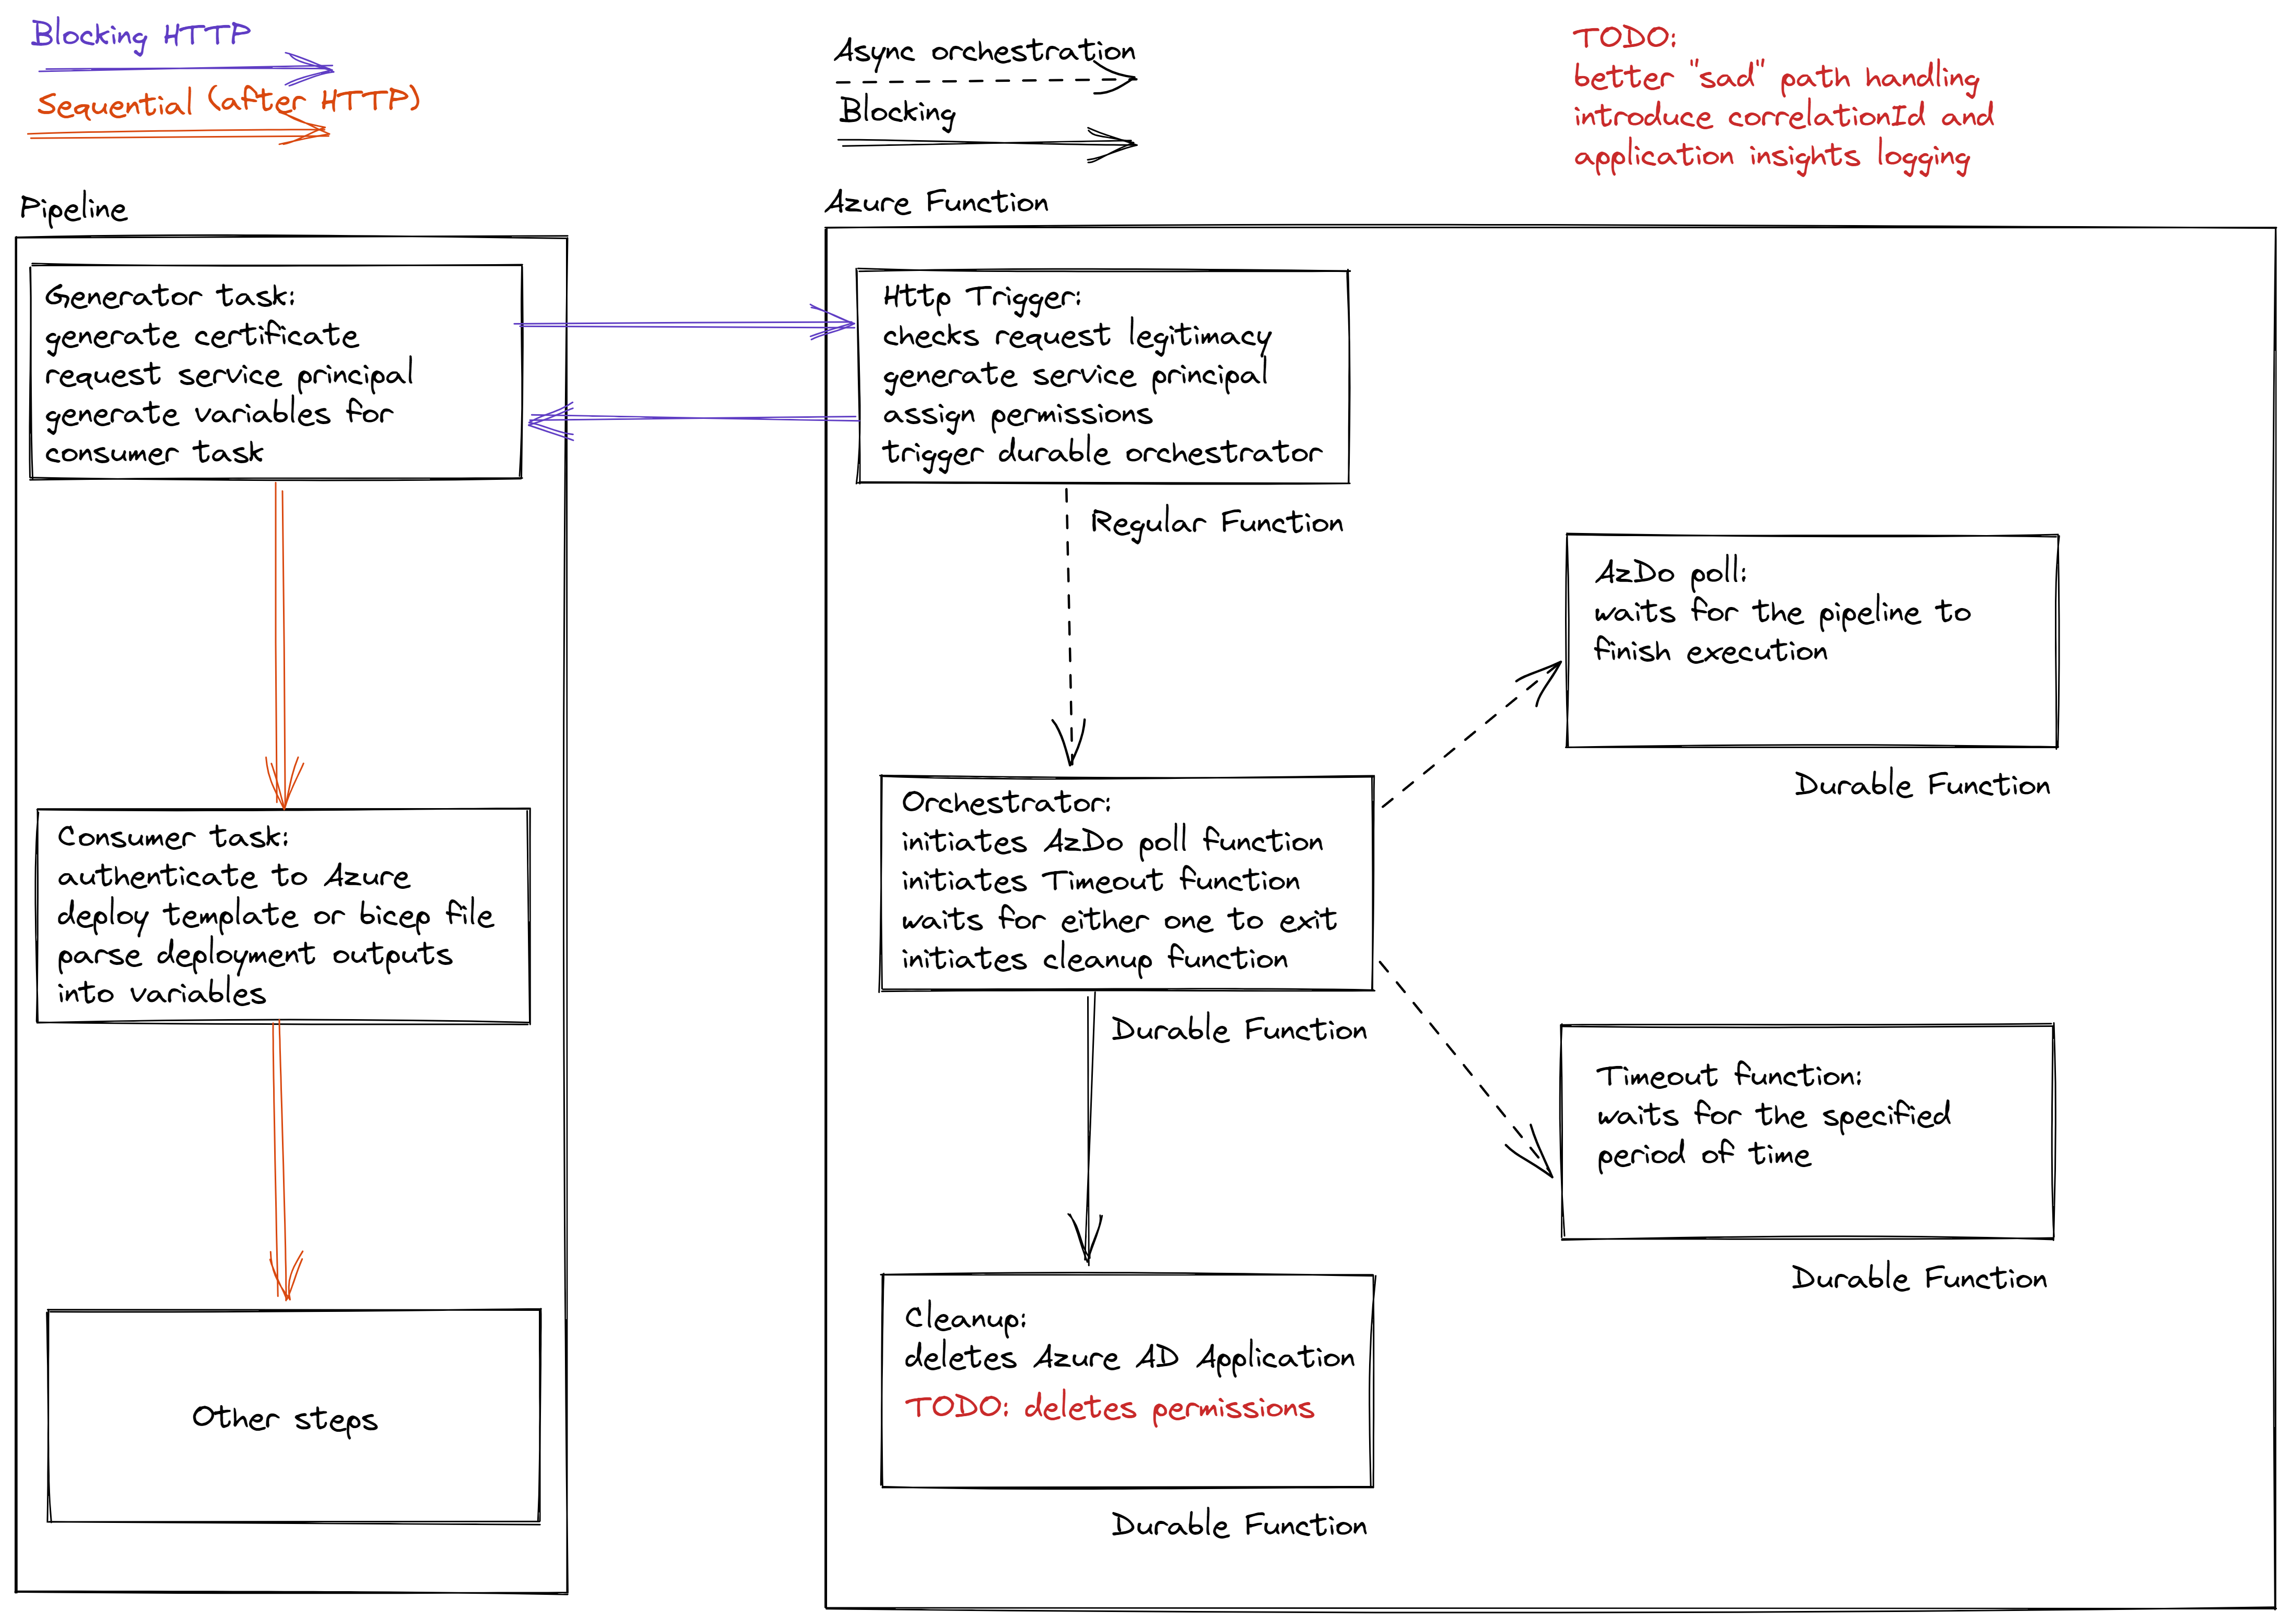 Blocking HTTP
Sequential (after HTTP)
Async orchestration
Blocking
TODO:
better "sad" path handling
introduce correlationId and
application insights logging
Pipeline
Generator task:
generate certificate
request service principal
generate variables for
consumer task
Consumer task:
authenticate to Azure
deploy template or bicep file
parse deployment outputs
into variables
Other steps
Azure Function
Http Trigger:
checks request legitimacy
generate service principal
assign permissions
trigger durable orchestrator
Regular Function
AzDo poll:
waits for the pipeline to
finish execution
Durable Function
Orchestrator:
initiates AzDo poll function
initiates Timeout function
waits for either one to exit
initiates cleanup function
Durable Function
Timeout function:
waits for the specified
period of time
Durable Function
Cleanup:
deletes Azure AD Application
TODO: deletes permissions
Durable Function